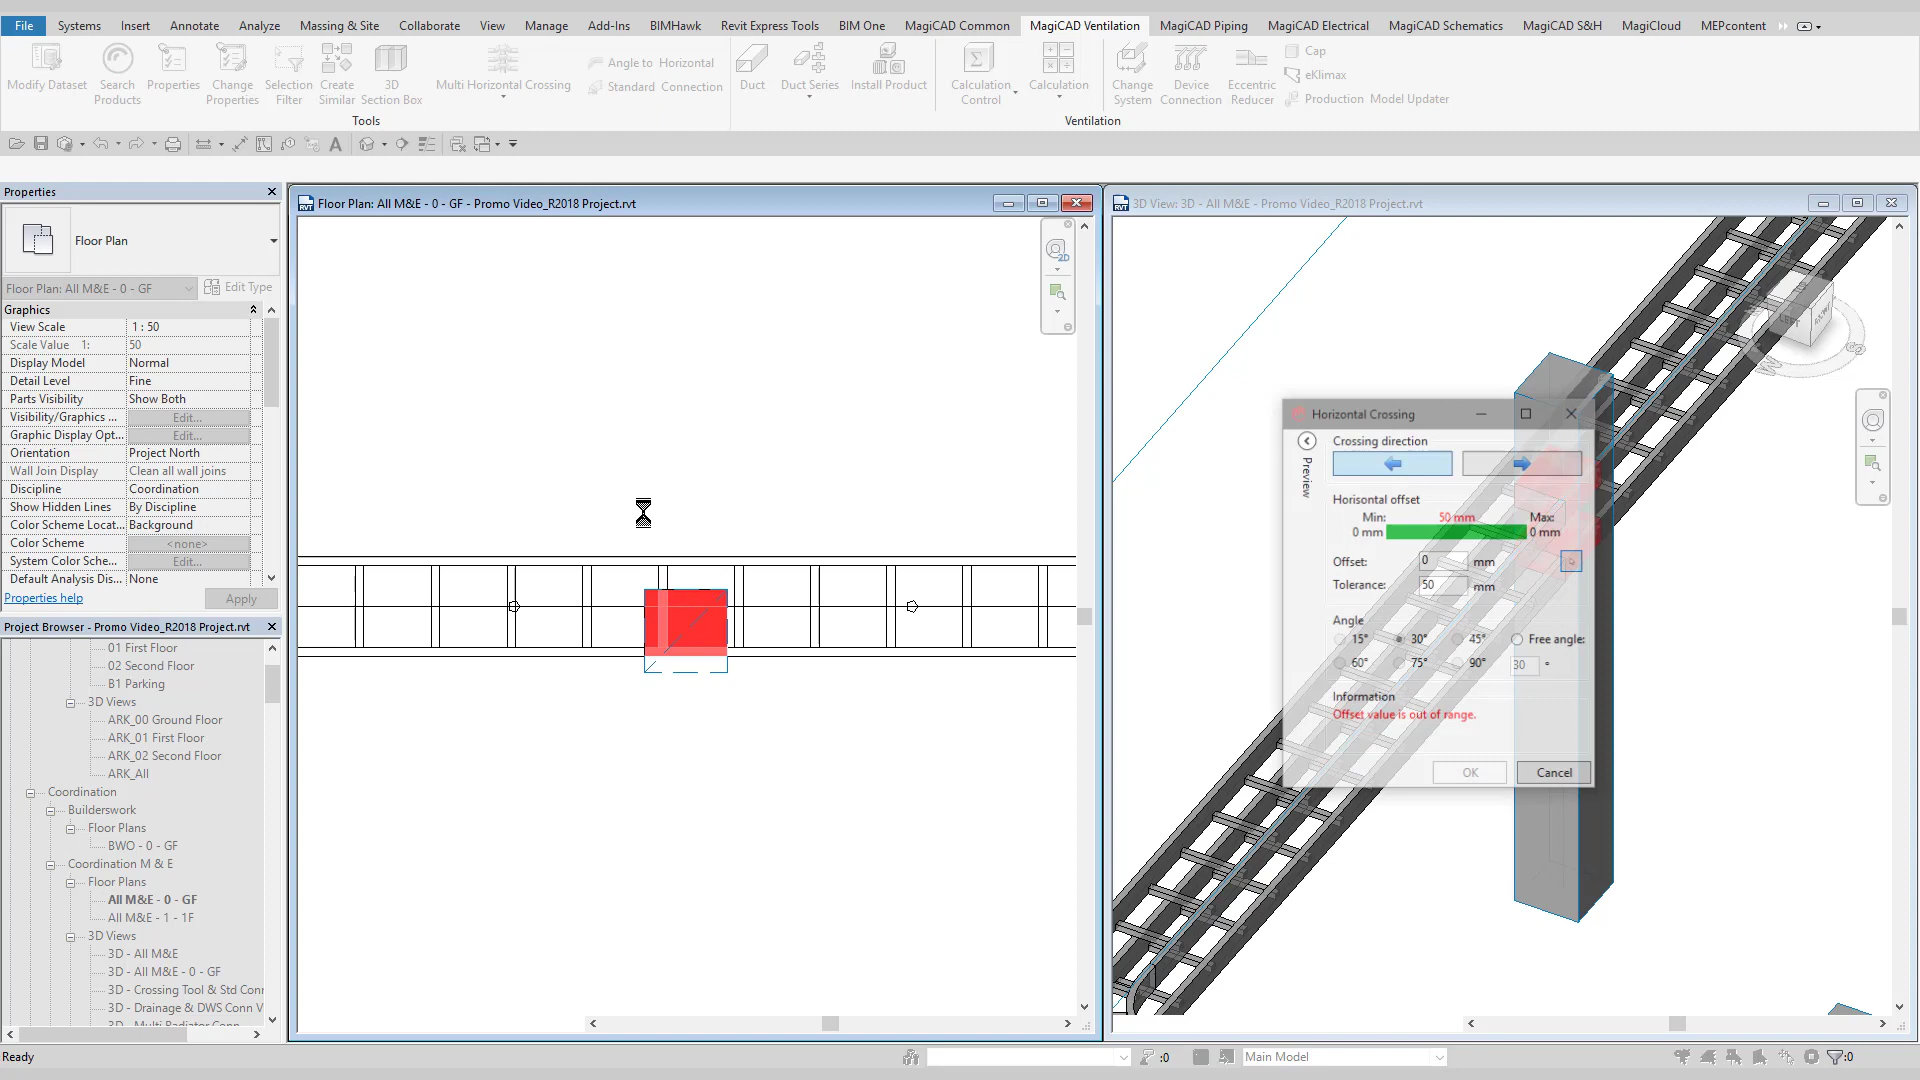 File Systems Insert Annotate Analyze Massing & Site Collaborate View Manage Add-Ins BIMHawk Revit Express Tools BIM One MagiCAD Common MagiCAD Ventilation MagiCAD Piping MagiCAD Electrical MagiCAD Schematics MagiCAD S&H MagiCloud MEPcontent
Modify Dataset
Search Products
Properties
Change Properties
Selection Filter
Create Similar
3D Section Box
Multi Horizontal Crossing
Angle to Horizontal
Standard Connection
Duct
Duct Series
Install Product
Calculation Control
Calculation
Change System
Device Connection
Eccentric Reducer
Cap
eKlimax
Production Model Updater
Tools
Ventilation
Properties
Floor Plan
Floor Plan: All M&E - 0 - GF
Edit Type
Graphics
View Scale 1 : 50
Scale Value 1: 50
Display Model Normal
Detail Level Fine
Parts Visibility Show Both
Visibility/Graphics ... Edit...
Graphic Display Opt... Edit...
Orientation Project North
Wall Join Display Clean all wall joins
Discipline Coordination
Show Hidden Lines By Discipline
Color Scheme Locat... Background
Color Scheme <none>
System Color Sche... Edit...
Default Analysis Dis... None
Properties help
Apply
Project Browser - Promo Video_R2018 Project.rvt
01 First Floor
02 Second Floor
B1 Parking
3D Views
ARK_00 Ground Floor
ARK_01 First Floor
ARK_02 Second Floor
ARK_All
Coordination
Builderswork
Floor Plans
BWO - 0 - GF
Coordination M & E
Floor Plans
All M&E - 0 - GF
All M&E - 1 - 1F
3D Views
3D - All M&E
3D - All M&E - 0 - GF
3D - Crossing Tool & Std Conn
3D - Drainage & DWS Conn V
3D - Multi Radiator Conn
Floor Plan: All M&E - 0 - GF - Promo Video_R2018 Project.rvt
2D
3D View: 3D - All M&E - Promo Video_R2018 Project.rvt
LEFT
W
S
Horizontal Crossing
Preview
Crossing direction
Horisontal offset
Min: 50 mm Max:
0 mm 0 mm
Offset: 0 mm
Tolerance: 50 mm
Angle
15° 30° 45° Free angle:
60° 75° 90° 30 °
Information
Offset value is out of range.
OK Cancel
Ready
:0
Main Model
:0